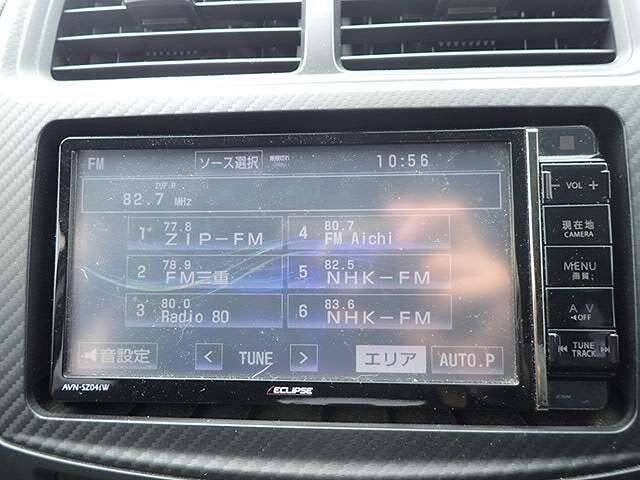 FM ソース選択 10:56
82.7 MHz
1 77.8 ZIP-FM
4 80.7 FM Aichi
2 78.9 FM三重
5 82.5 NHK-FM
3 80.0 Radio 80
6 83.6 NHK-FM
音設定 < TUNE > エリア AUTO.P
AVN-SZ04iW
ECLIPSE
- VOL +
現在地
CAMERA
MENU
画質
A V
OFF
TUNE
TRACK